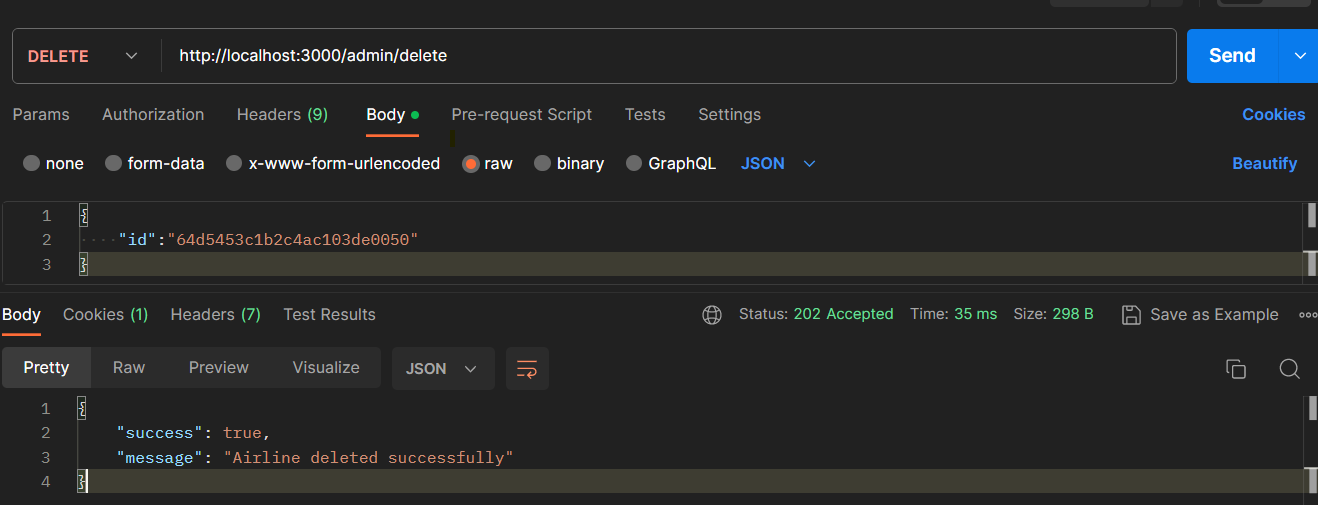 DELETE http://localhost:3000/admin/delete Send
Params Authorization Headers (9) Body Pre-request Script Tests Settings Cookies
none form-data x-www-form-urlencoded raw binary GraphQL JSON Beautify
1 {
2 "id":"64d5453c1b2c4ac103de0050"
3 }
Body Cookies (1) Headers (7) Test Results Status: 202 Accepted Time: 35 ms Size: 298 B Save as Example
Pretty Raw Preview Visualize JSON
1 {
2 "success": true,
3 "message": "Airline deleted successfully"
4 }